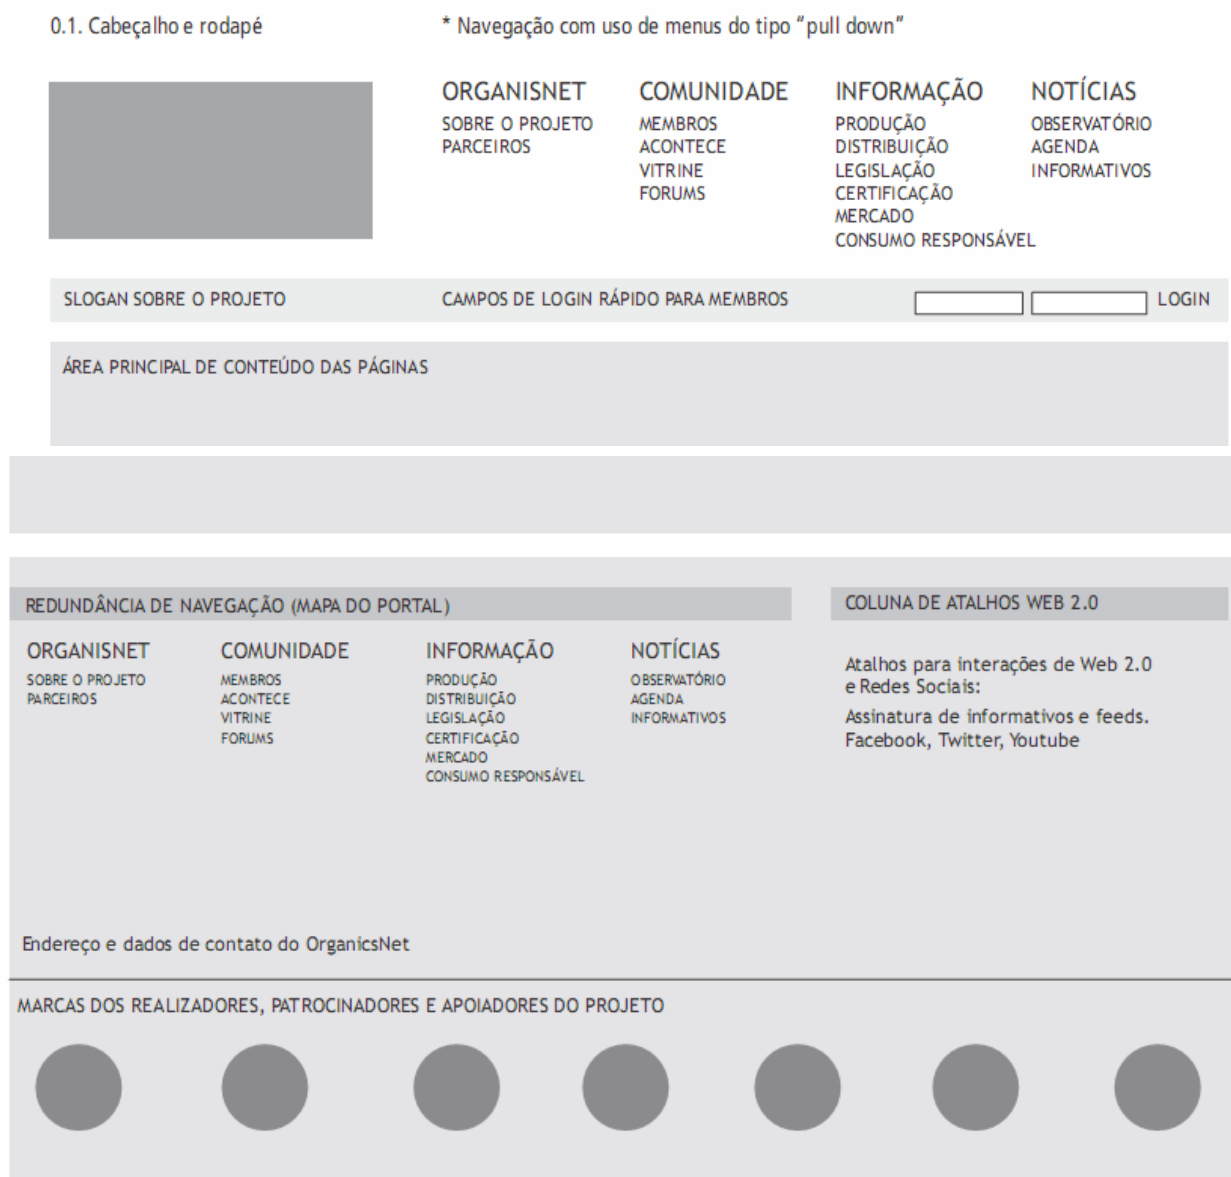 0.1. Cabeçalho e rodapé
* Navegação com uso de menus do tipo “pull down”
ORGANISNET
SOBRE O PROJETO
PARCEIROS
COMUNIDADE
MEMBROS
ACONTECE
VITRINE
FORUMS
INFORMAÇÃO
PRODUÇÃO
DISTRIBUIÇÃO
LEGISLAÇÃO
CERTIFICAÇÃO
MERCADO
CONSUMO RESPONSÁVEL
NOTÍCIAS
OBSERVATÓRIO
AGENDA
INFORMATIVOS
SLOGAN SOBRE O PROJETO
CAMPOS DE LOGIN RÁPIDO PARA MEMBROS
LOGIN
ÁREA PRINCIPAL DE CONTEÚDO DAS PÁGINAS
REDUNDÂNCIA DE NAVEGAÇÃO (MAPA DO PORTAL)
ORGANISNET
SOBRE O PROJETO
PARCEIROS
COMUNIDADE
MEMBROS
ACONTECE
VITRINE
FORUMS
INFORMAÇÃO
PRODUÇÃO
DISTRIBUIÇÃO
LEGISLAÇÃO
CERTIFICAÇÃO
MERCADO
CONSUMO RESPONSÁVEL
NOTÍCIAS
OBSERVATÓRIO
AGENDA
INFORMATIVOS
COLUNA DE ATALHOS WEB 2.0
Atalhos para interações de Web 2.0
e Redes Sociais:
Assinatura de informativos e feeds.
Facebook, Twitter, Youtube
Endereço e dados de contato do OrganicsNet
MARCAS DOS REALIZADORES, PATROCINADORES E APOIADORES DO PROJETO